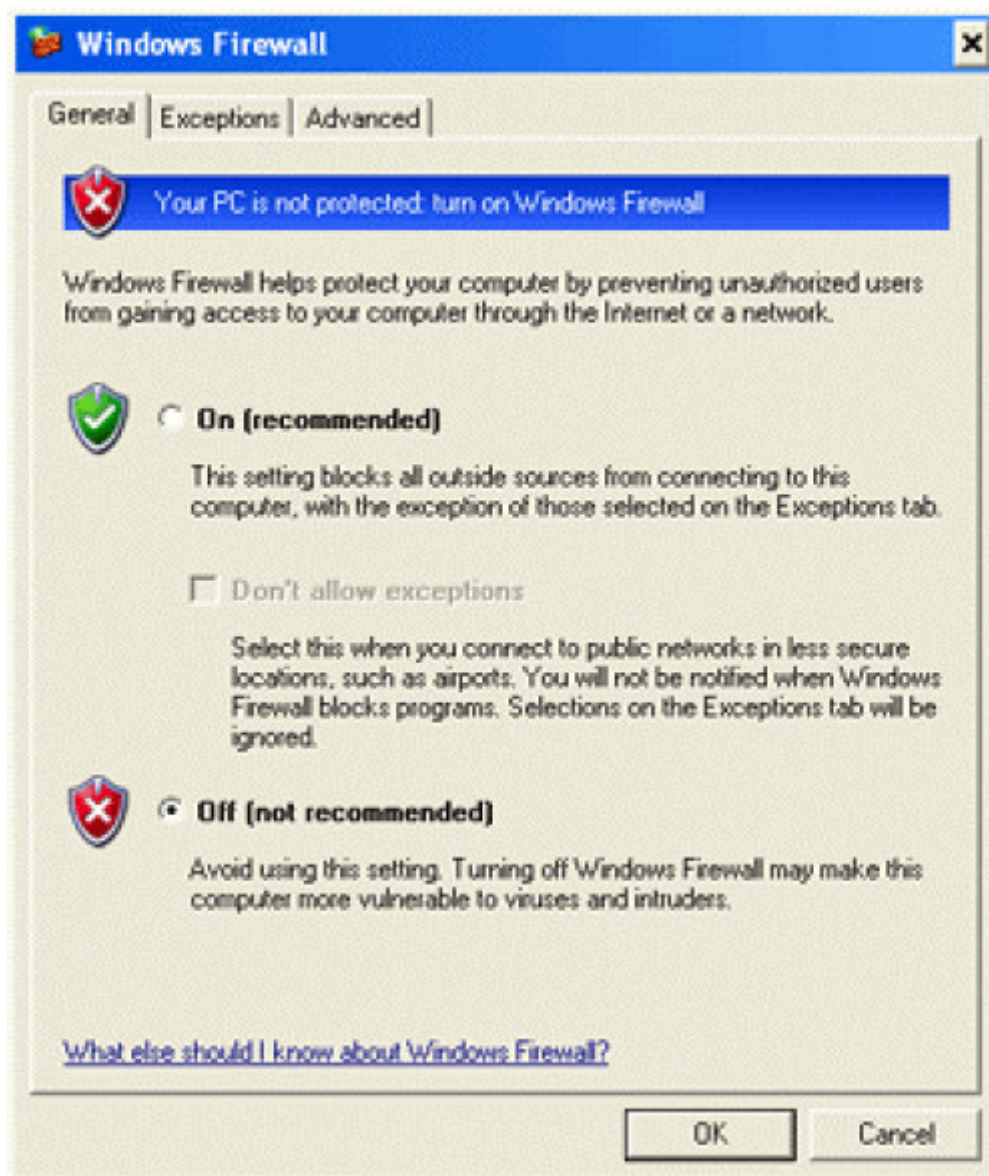 Windows Firewall
General
Exceptions
Advanced
Your PC is not protected: turn on Windows Firewall
Windows Firewall helps protect your computer by preventing unauthorized users
from gaining access to your computer through the Internet or a network.
On (recommended)
This setting blocks all outside sources from connecting to this
computer, with the exception of those selected on the Exceptions tab.
Don't allow exceptions
Select this when you connect to public networks in less secure
locations, such as airports. You will not be notified when Windows
Firewall blocks programs. Selections on the Exceptions tab will be
ignored.
Off (not recommended)
Avoid using this setting. Turning off Windows Firewall may make this
computer more vulnerable to viruses and intruders.
What else should I know about Windows Firewall?
OK
Cancel